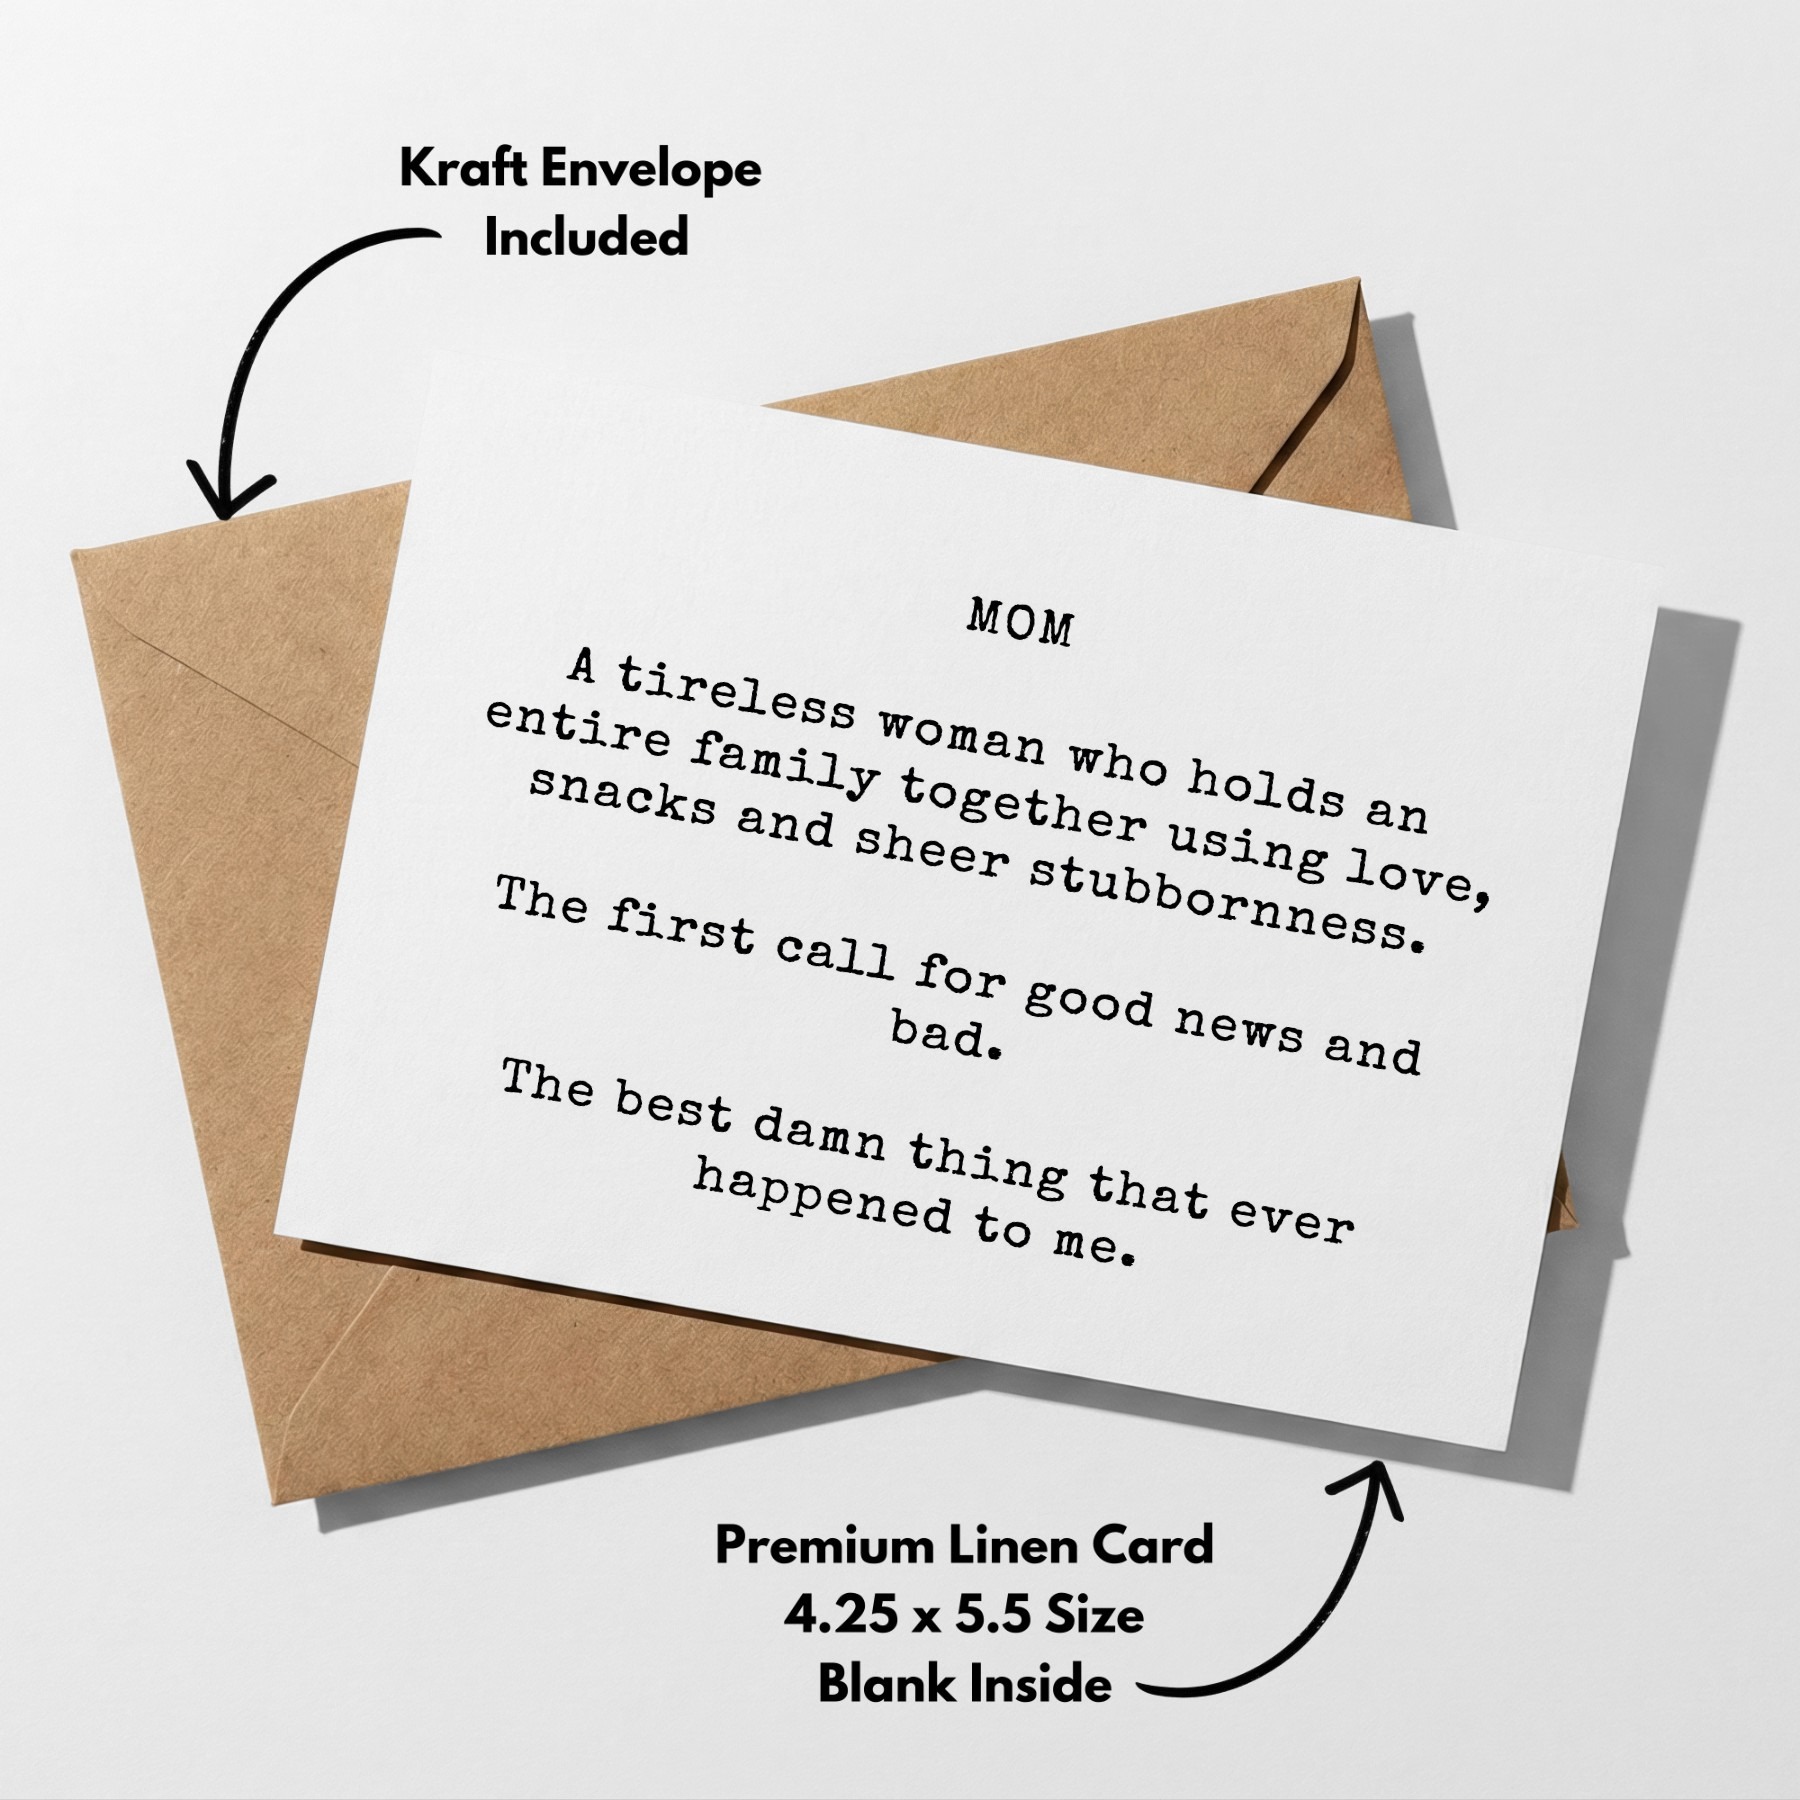 Kraft Envelope
Included
MOM
A tireless woman who holds an
entire family together using love,
snacks and sheer stubbornness.
The first call for good news and
bad.
The best damn thing that ever
happened to me.
Premium Linen Card
4.25 x 5.5 Size
Blank Inside